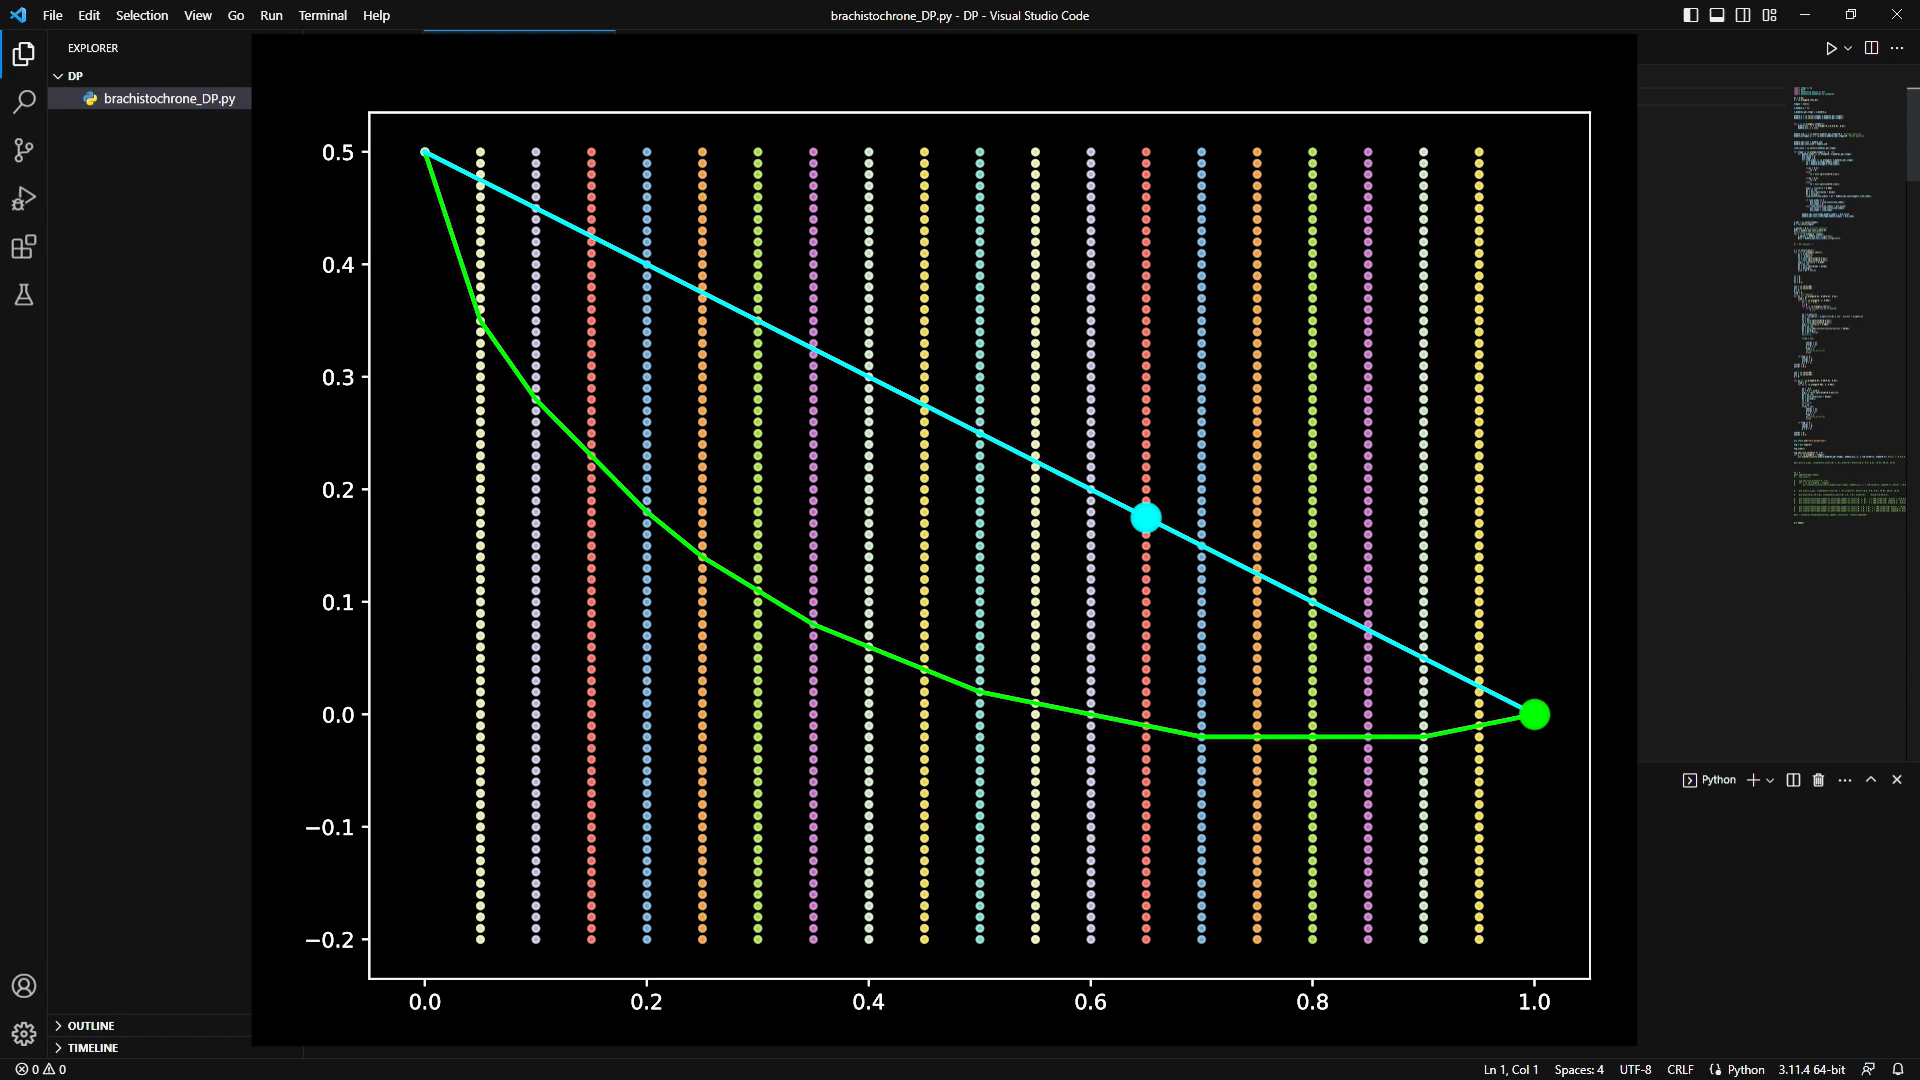 File Edit Selection View Go Run Terminal Help
brachistochrone_DP.py - DP - Visual Studio Code
EXPLORER
DP
brachistochrone_DP.py
0.5
0.4
0.3
0.2
0.1
0.0
−0.1
−0.2
0.0 0.2 0.4 0.6 0.8 1.0
Python
OUTLINE
TIMELINE
0 0
Ln 1, Col 1 Spaces: 4 UTF-8 CRLF Python 3.11.4 64-bit